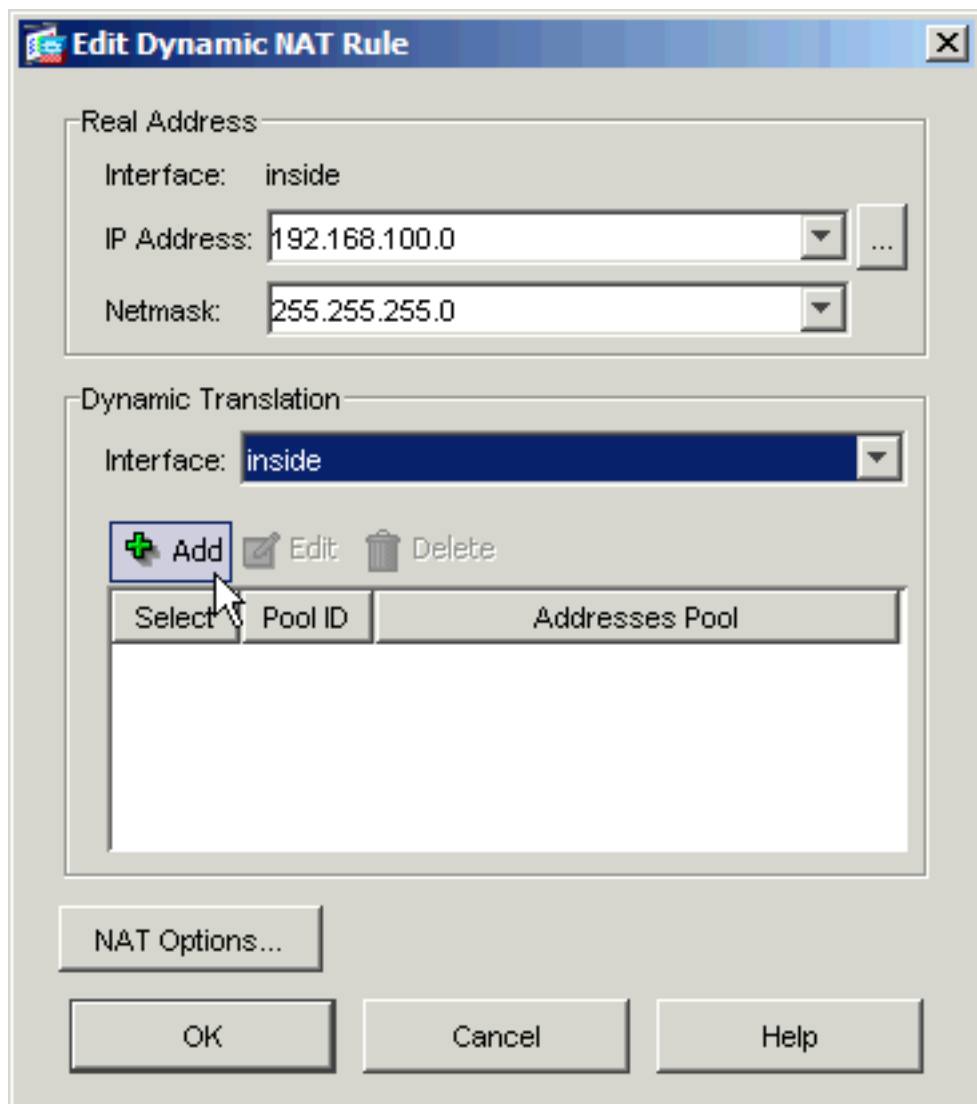 Edit Dynamic NAT Rule
Real Address
Interface: inside
IP Address: 192.168.100.0 ...
Netmask: 255.255.255.0
Dynamic Translation
Interface: inside
Add Edit Delete
Select Pool ID Addresses Pool
NAT Options...
OK Cancel Help